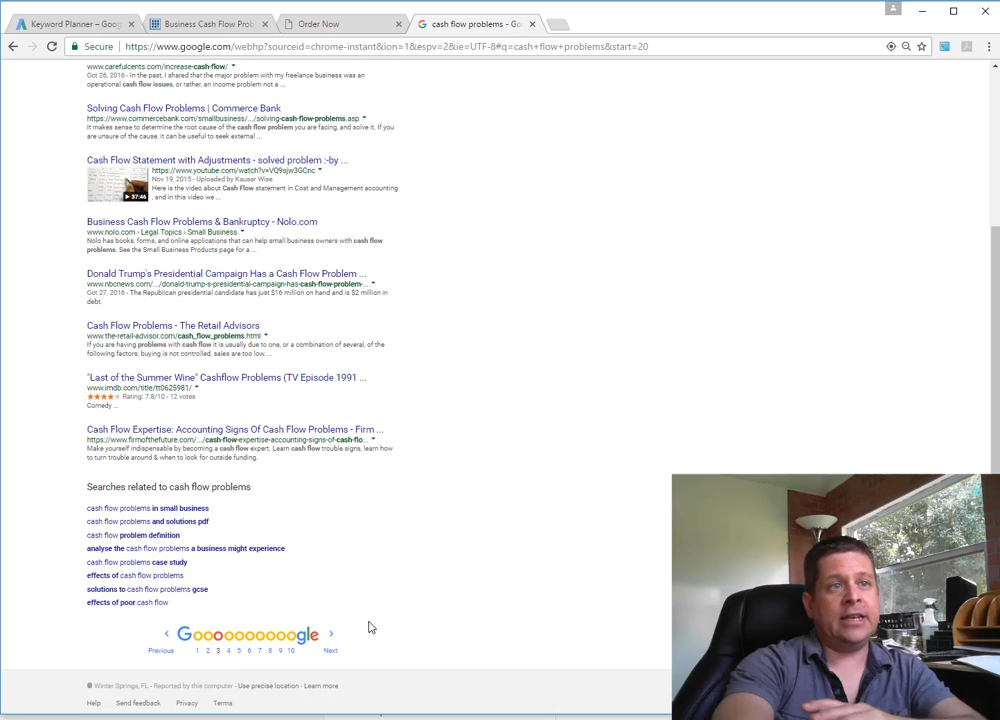 Keyword Planner – Goog
Business Cash Flow Prob
Order Now
cash flow problems - Go
Secure
https://www.google.com/webhp?sourceid=chrome-instant&ion=1&espv=2&ie=UTF-8#q=cash+flow+problems&start=20
www.carefulcents.com/increase-cash-flow/
Oct 26, 2016 - In the past, I shared that the major problem with my freelance business was an
operational cash flow issues, or rather, an income problem not a ...
Solving Cash Flow Problems | Commerce Bank
https://www.commercebank.com/smallbusiness/.../solving-cash-flow-problems.asp
It makes sense to determine the root cause of the cash flow problem you are facing, and solve it. If you
are unsure of the cause, it can be useful to seek external ...
Cash Flow Statement with Adjustments - solved problem :-by ...
https://www.youtube.com/watch?v=VQ9sjw3GCnc
Nov 19, 2015 - Uploaded by Kauser Wise
Here is the video about Cash Flow statement in Cost and Management accounting
, and in this video we ...
37:46
Business Cash Flow Problems & Bankruptcy - Nolo.com
www.nolo.com › Legal Topics › Small Business
Nolo has books, forms, and online applications that can help small business owners with cash flow
problems. See the Small Business Products page for a ...
Donald Trump's Presidential Campaign Has a Cash Flow Problem ...
www.nbcnews.com/.../donald-trump-s-presidential-campaign-has-cash-flow-problem-...
Oct 27, 2016 - The Republican presidential candidate has just $16 million on hand and is $2 million in
debt.
Cash Flow Problems - The Retail Advisors
www.the-retail-advisor.com/cash_flow_problems.html
If you are having problems with cash flow it is usually due to one, or a combination of several, of the
following factors: buying is not controlled, sales are too low, ...
"Last of the Summer Wine" Cashflow Problems (TV Episode 1991 ...
www.imdb.com/title/tt0625981/
Rating: 7.8/10 - 12 votes
Comedy ...
Cash Flow Expertise: Accounting Signs Of Cash Flow Problems - Firm ...
https://www.firmofthefuture.com/.../cash-flow-expertise-accounting-signs-of-cash-flo...
Make yourself indispensable by becoming a cash flow expert. Learn cash flow trouble signs, learn how
to turn trouble around & when to look for outside funding.
Searches related to cash flow problems
cash flow problems in small business
cash flow problems and solutions pdf
cash flow problem definition
analyse the cash flow problems a business might experience
cash flow problems case study
effects of cash flow problems
solutions to cash flow problems gcse
effects of poor cash flow
Goooooooooogle
Previous 1 2 3 4 5 6 7 8 9 10 Next
Winter Springs, FL - Reported by this computer - Use precise location - Learn more
Help Send feedback Privacy Terms